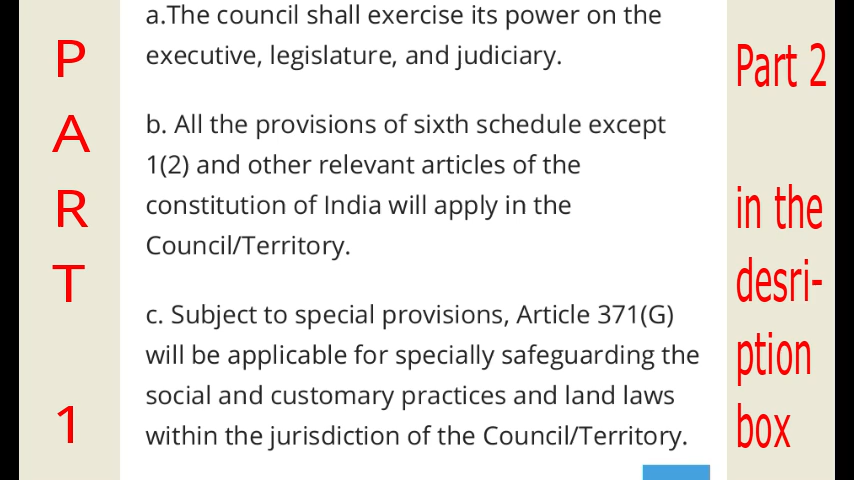 P
A
R
T
1
a.The council shall exercise its power on the
executive, legislature, and judiciary.
b. All the provisions of sixth schedule except
1(2) and other relevant articles of the
constitution of India will apply in the
Council/Territory.
c. Subject to special provisions, Article 371(G)
will be applicable for specially safeguarding the
social and customary practices and land laws
within the jurisdiction of the Council/Territory.
Part 2
in the
desri-
ption
box